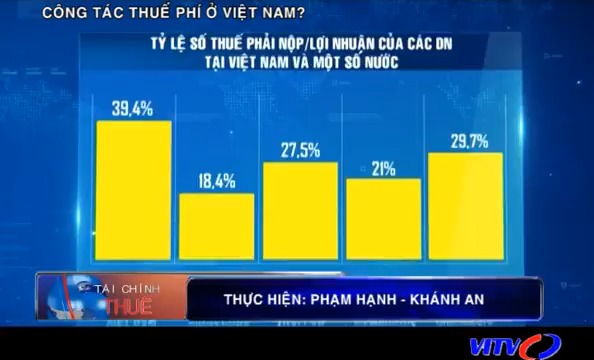 CÔNG TÁC THUẾ PHÍ Ở VIỆT NAM?
TỶ LỆ SỐ THUẾ PHẢI NỘP/LỢI NHUẬN CỦA CÁC DN
TẠI VIỆT NAM VÀ MỘT SỐ NƯỚC
39,4%
18,4%
27,5%
21%
29,7%
TÀI CHÍNH
THUẾ
THỰC HIỆN: PHẠM HẠNH - KHÁNH AN
VITV